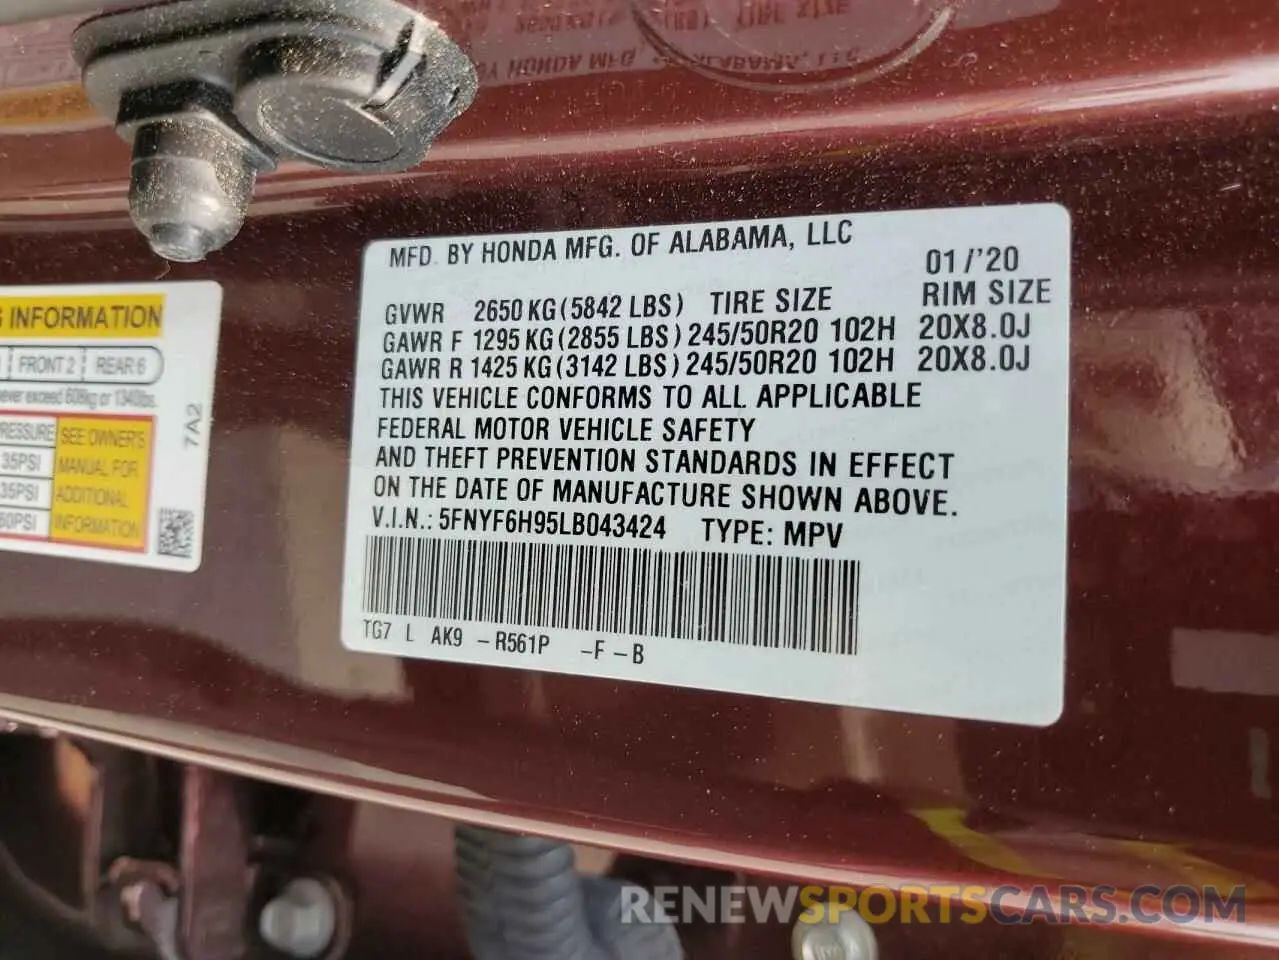 MFD. BY HONDA MFG. OF ALABAMA, LLC
01/'20
GVWR 2650 KG (5842 LBS) TIRE SIZE RIM SIZE
GAWR F 1295 KG (2855 LBS) 245/50R20 102H 20X8.0J
GAWR R 1425 KG (3142 LBS) 245/50R20 102H 20X8.0J
THIS VEHICLE CONFORMS TO ALL APPLICABLE
FEDERAL MOTOR VEHICLE SAFETY
AND THEFT PREVENTION STANDARDS IN EFFECT
ON THE DATE OF MANUFACTURE SHOWN ABOVE.
V.I.N.: 5FNYF6H95LB043424 TYPE: MPV
TG7 L AK9 -R561P -F-B
INFORMATION
FRONT 2 REAR 6
exceed 608kg or 1340lbs.
7A2
35PSI
35PSI
60PSI
SEE OWNER'S
MANUAL FOR
ADDITIONAL
INFORMATION
RENEWSPORTSCARS.COM